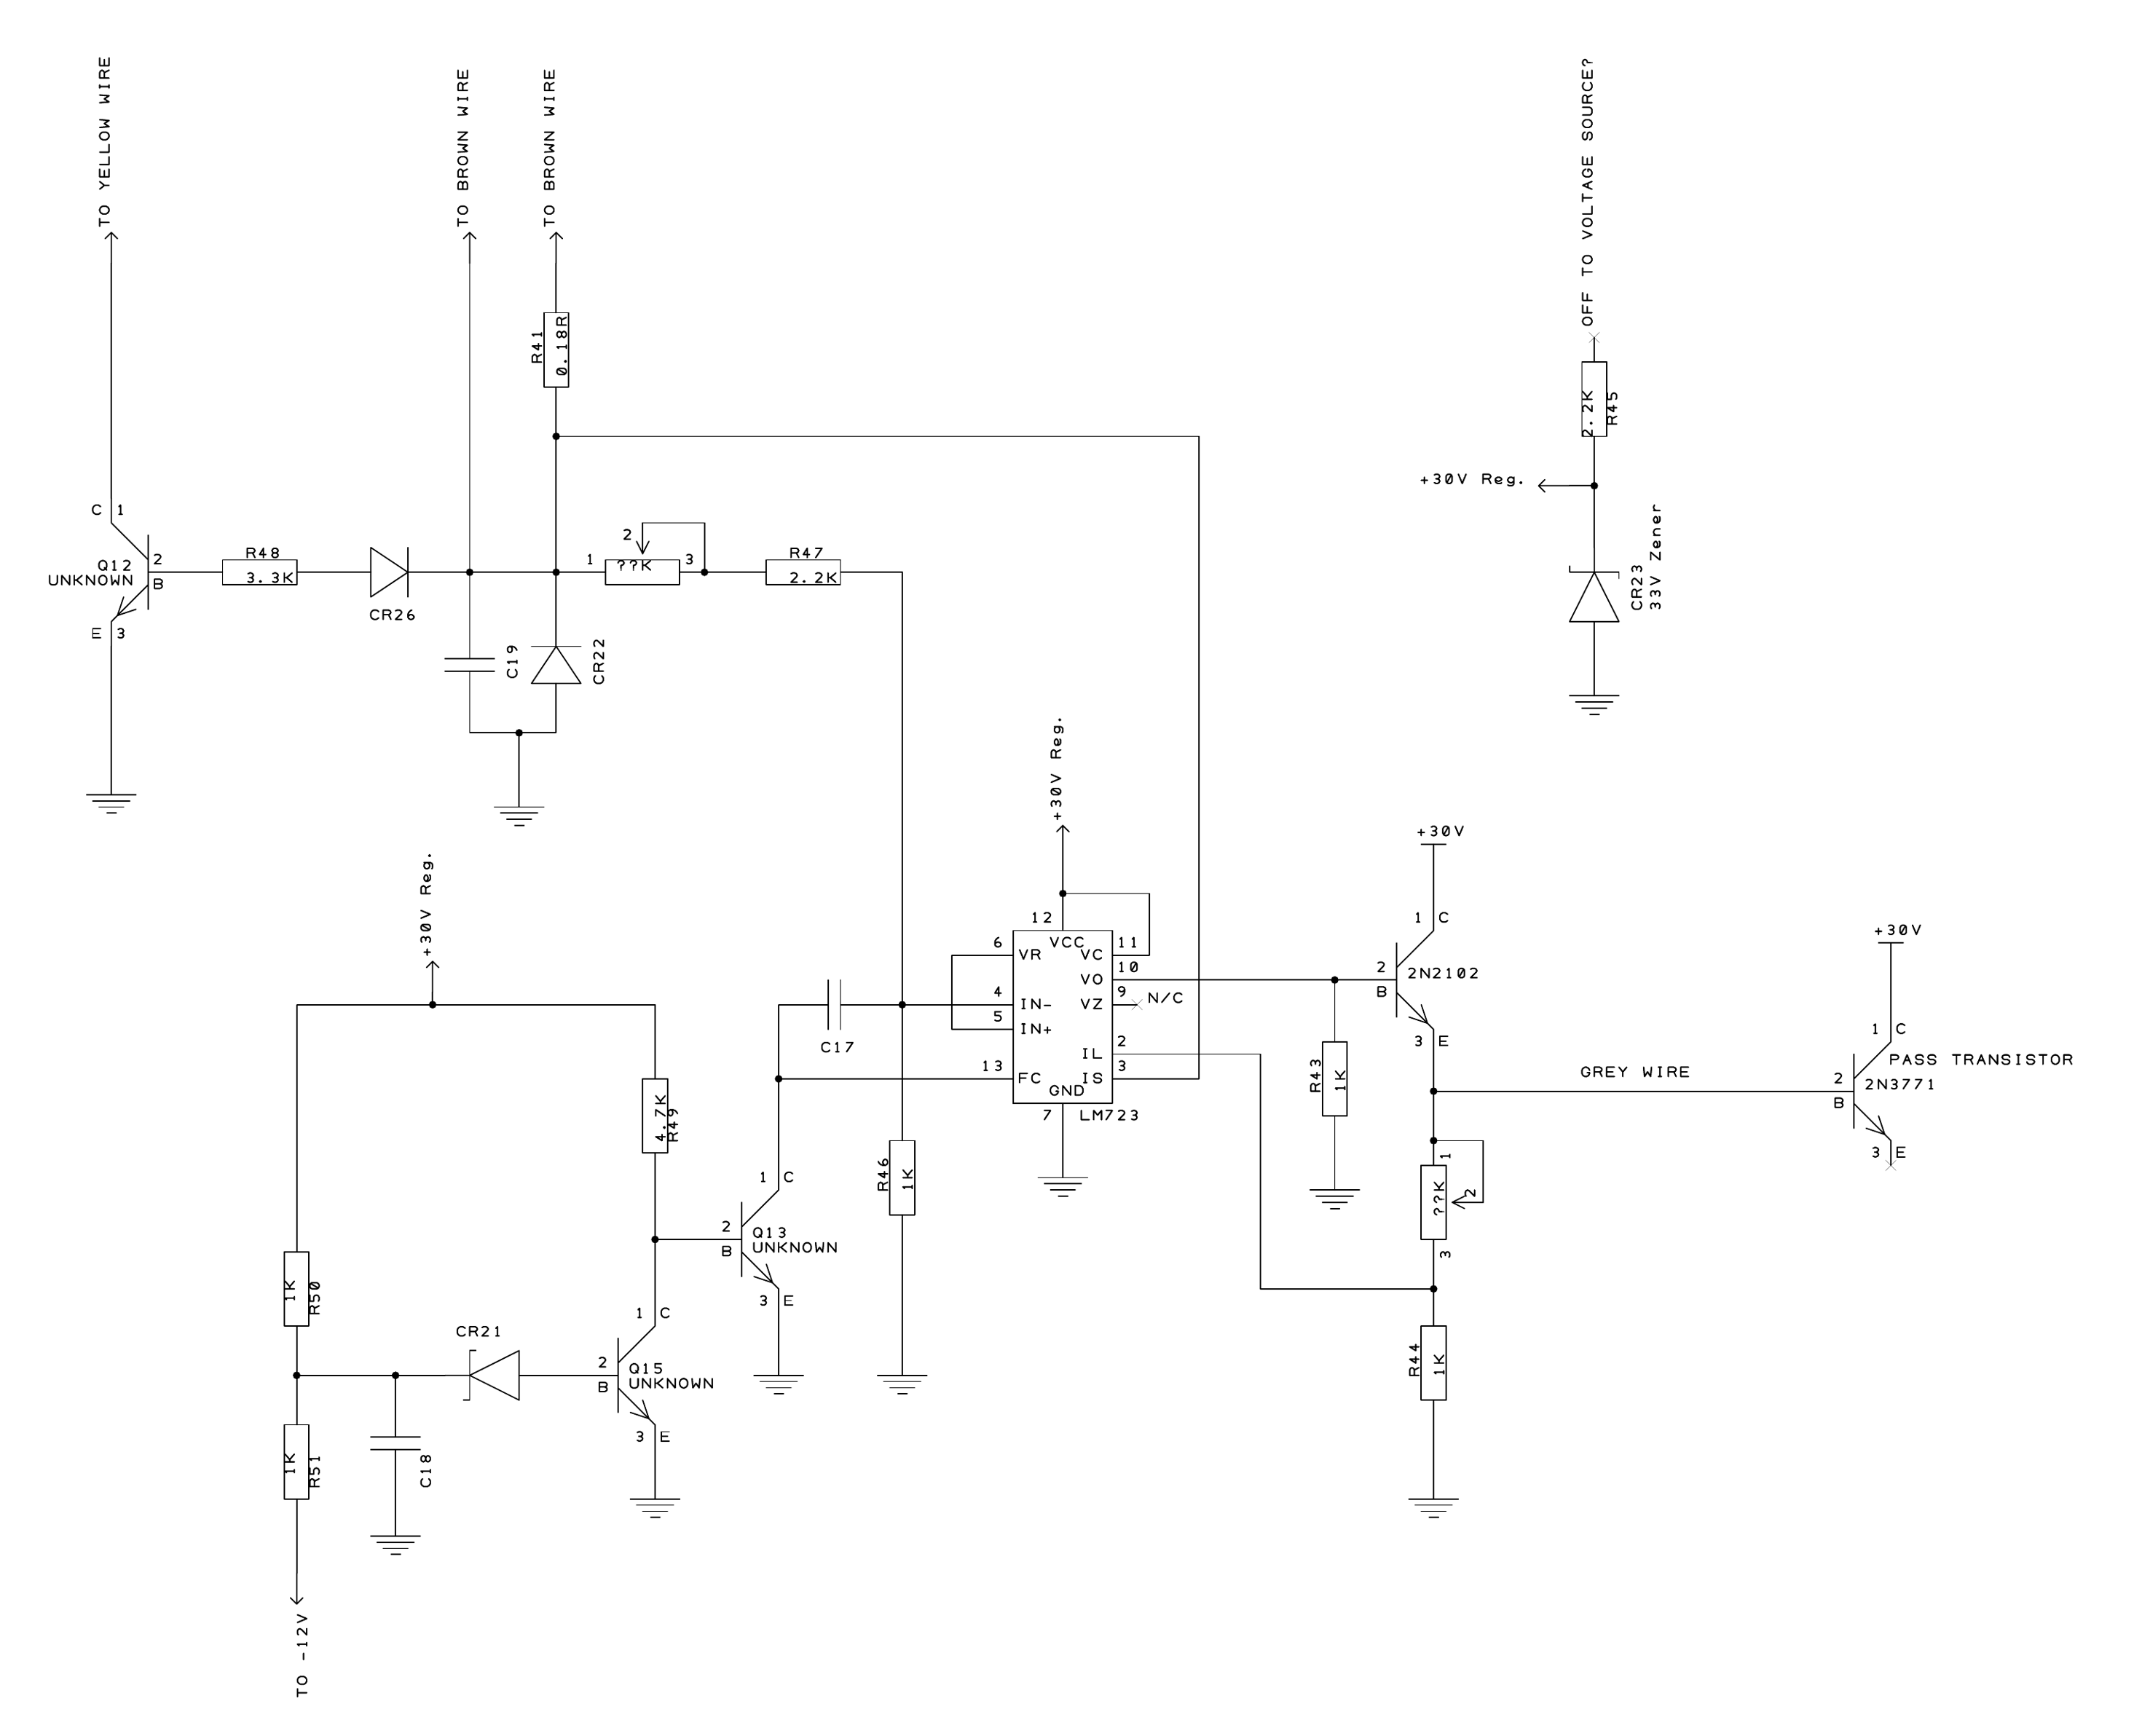 TO YELLOW WIRE
TO BROWN WIRE
TO BROWN WIRE
OFF TO VOLTAGE SOURCE?
R41
0.18R
2.2K
R45
+30V Reg.
C 1
Q12
UNKNOWN
2
B
E 3
R48
3.3K
CR26
1
2
??K
3
R47
2.2K
C19
CR22
CR23
33V Zener
+30V Reg.
+30V Reg.
12
VCC
6
VR
VC
11
VO
10
4
IN-
VZ
9
N/C
5
IN+
IL
2
13
FC
IS
3
GND
7
LM723
C17
+30V
1 C
2
B
2N2102
3 E
R43
1K
GREY WIRE
+30V
1 C
PASS TRANSISTOR
2
B
2N3771
3 E
4.7K
R49
1 C
2
B
Q13
UNKNOWN
3 E
R46
1K
1
??K
2
3
1K
R50
CR21
1 C
2
B
Q15
UNKNOWN
3 E
R44
1K
1K
R51
C18
TO -12V